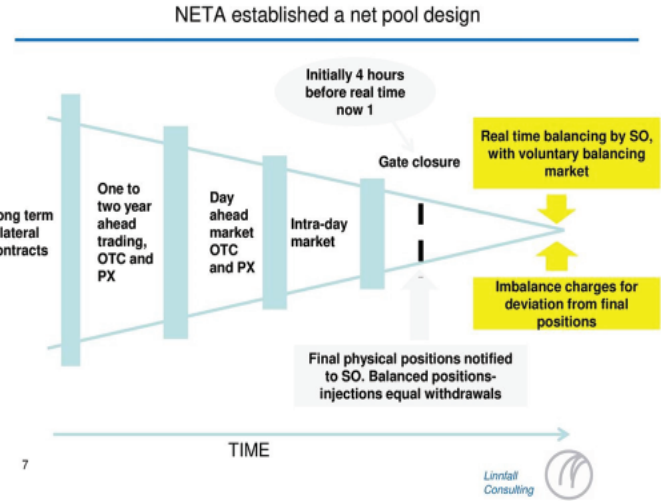 NETA established a net pool design
Initially 4 hours
before real time
now 1
Real time balancing by SO,
with voluntary balancing
market
Gate closure
ong term
lateral
ontracts
One to
two year
ahead
trading,
OTC and
PX
Day
ahead
market
OTC
and PX
Intra-day
market
Imbalance charges for
deviation from final
positions
Final physical positions notified
to SO. Balanced positions-
injections equal withdrawals
TIME
7
Linnfall
Consulting